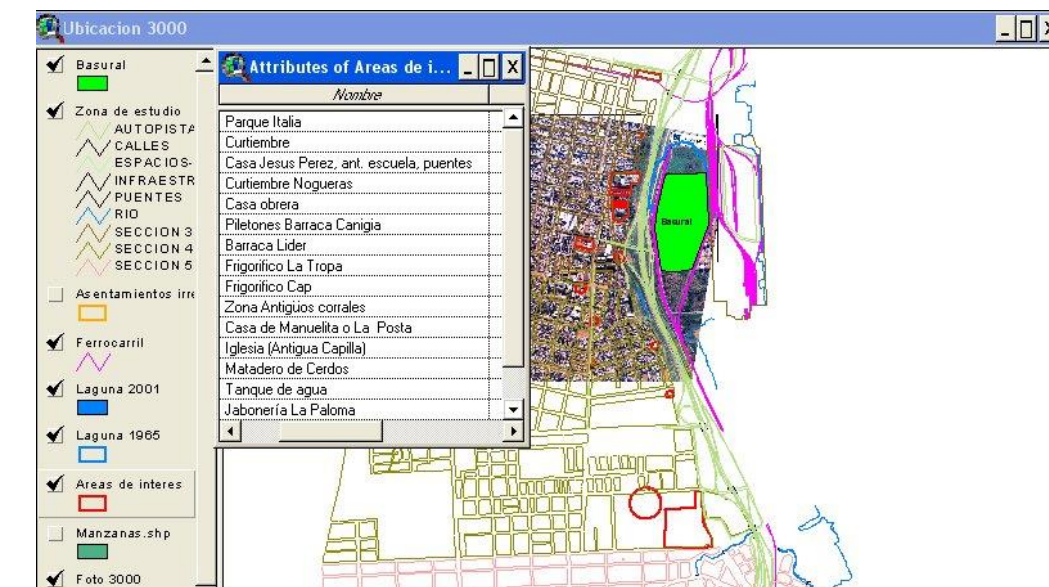 Ubicacion 3000
Basural
Zona de estudio
AUTOPISTA
CALLES
ESPACIOS-
INFRAESTR
PUENTES
RIO
SECCION 3
SECCION 4
SECCION 5
Asentamientos irre
Ferrocarril
Laguna 2001
Laguna 1965
Areas de interes
Manzanas.shp
Foto 3000
Attributes of Areas de i...
Nombre
Parque Italia
Curtiembre
Casa Jesus Perez, ant. escuela, puentes
Curtiembre Nogueras
Casa obrera
Piletones Barraca Canigia
Barraca Lider
Frigorifico La Tropa
Frigorifico Cap
Zona Antigüos corrales
Casa de Manuelita o La Posta
Iglesia (Antigua Capilla)
Matadero de Cerdos
Tanque de agua
Jabonería La Paloma
Basural